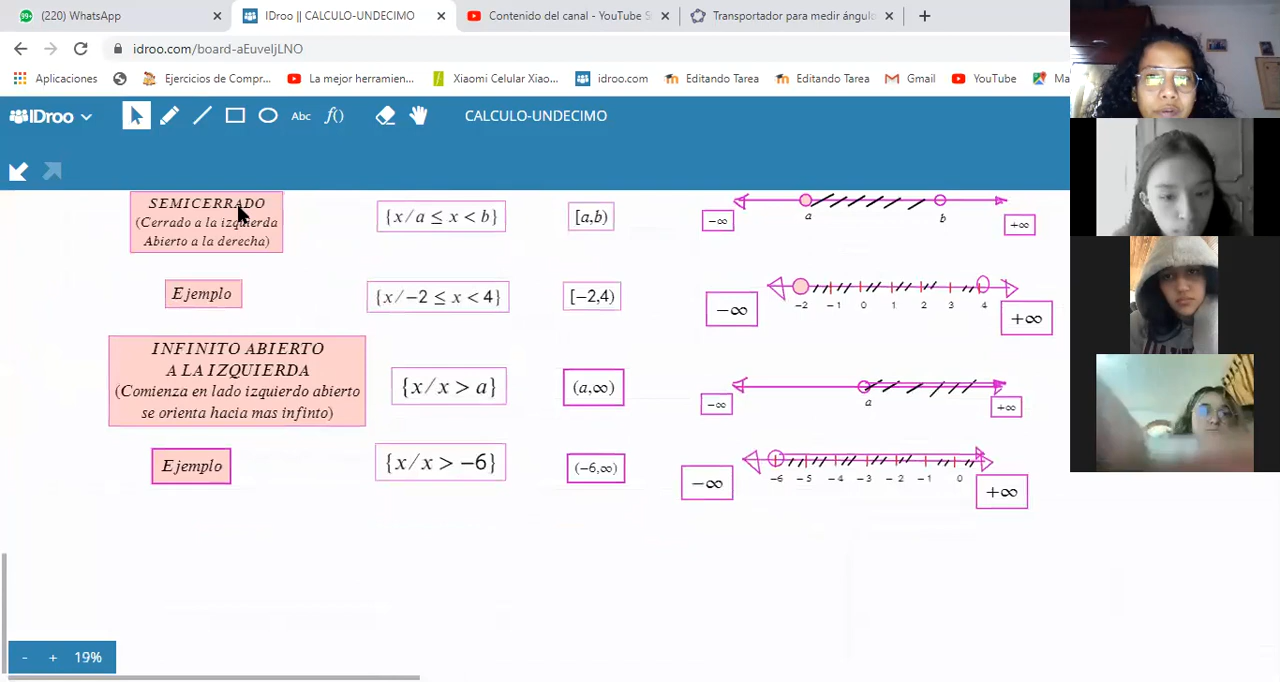 (220) WhatsApp
IDroo || CALCULO-UNDECIMO
Contenido del canal - YouTube S
Transportador para medir ángulo
idroo.com/board-aEuveIjLNO
Aplicaciones
Ejercicios de Compr...
La mejor herramien...
Xiaomi Celular Xiao...
idroo.com
Editando Tarea
Editando Tarea
Gmail
YouTube
Ma
IDroo
Abc
f()
CALCULO-UNDECIMO
SEMICERRADO
(Cerrado a la izquierda
Abierto a la derecha)
{x/a ≤ x < b}
[a,b)
a
b
−∞
+∞
Ejemplo
{x/−2 ≤ x < 4}
[−2,4)
−2 −1 0 1 2 3 4
−∞
+∞
INFINITO ABIERTO
A LA IZQUIERDA
(Comienza en lado izquierdo abierto
se orienta hacia mas infinto)
{x/x > a}
(a,∞)
a
−∞
+∞
Ejemplo
{x/x > −6}
(−6,∞)
−6 −5 −4 −3 −2 −1 0
−∞
+∞
- + 19%